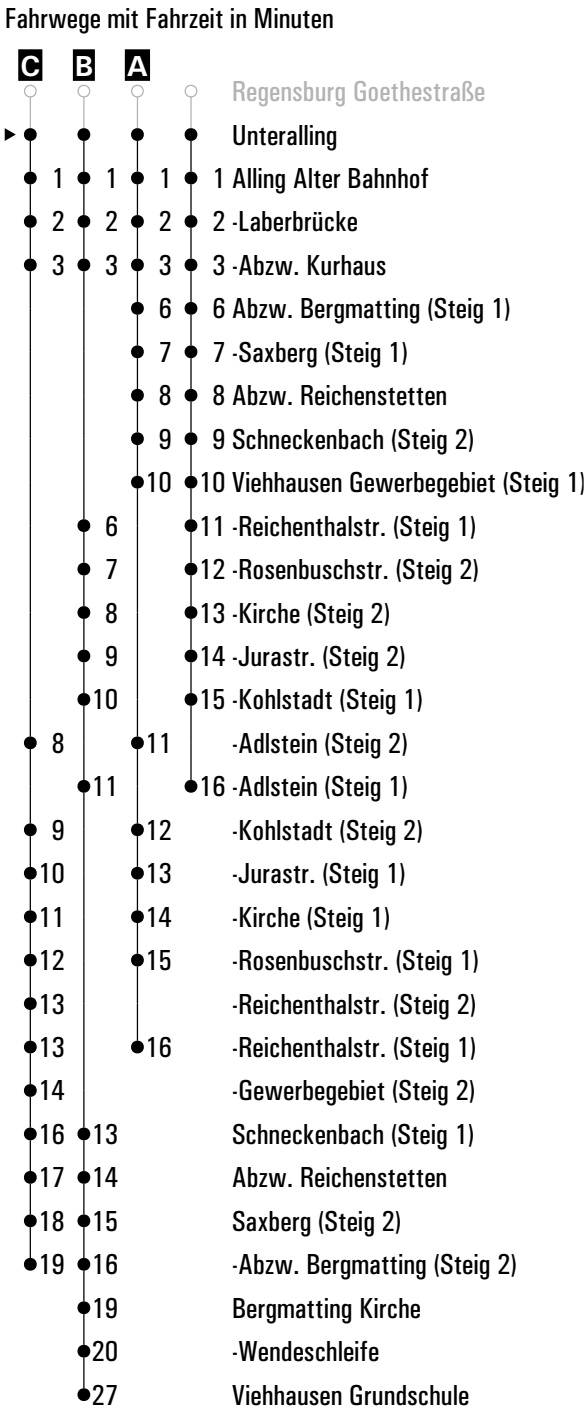 Fahrwege mit Fahrzeit in Minuten
C B A
Regensburg Goethestraße
Unteralling
1 1 1 1 Alling Alter Bahnhof
2 2 2 2 -Laberbrücke
3 3 3 3 -Abzw. Kurhaus
6 6 Abzw. Bergmatting (Steig 1)
7 7 -Saxberg (Steig 1)
8 8 Abzw. Reichenstetten
9 9 Schneckenbach (Steig 2)
10 10 Viehhausen Gewerbegebiet (Steig 1)
6 11 -Reichenthalstr. (Steig 1)
7 12 -Rosenbuschstr. (Steig 2)
8 13 -Kirche (Steig 2)
9 14 -Jurastr. (Steig 2)
10 15 -Kohlstadt (Steig 1)
8 11 -Adlstein (Steig 2)
11 16 -Adlstein (Steig 1)
9 12 -Kohlstadt (Steig 2)
10 13 -Jurastr. (Steig 1)
11 14 -Kirche (Steig 1)
12 15 -Rosenbuschstr. (Steig 1)
13 -Reichenthalstr. (Steig 2)
13 16 -Reichenthalstr. (Steig 1)
14 -Gewerbegebiet (Steig 2)
16 13 Schneckenbach (Steig 1)
17 14 Abzw. Reichenstetten
18 15 Saxberg (Steig 2)
19 16 -Abzw. Bergmatting (Steig 2)
19 Bergmatting Kirche
20 -Wendeschleife
27 Viehhausen Grundschule